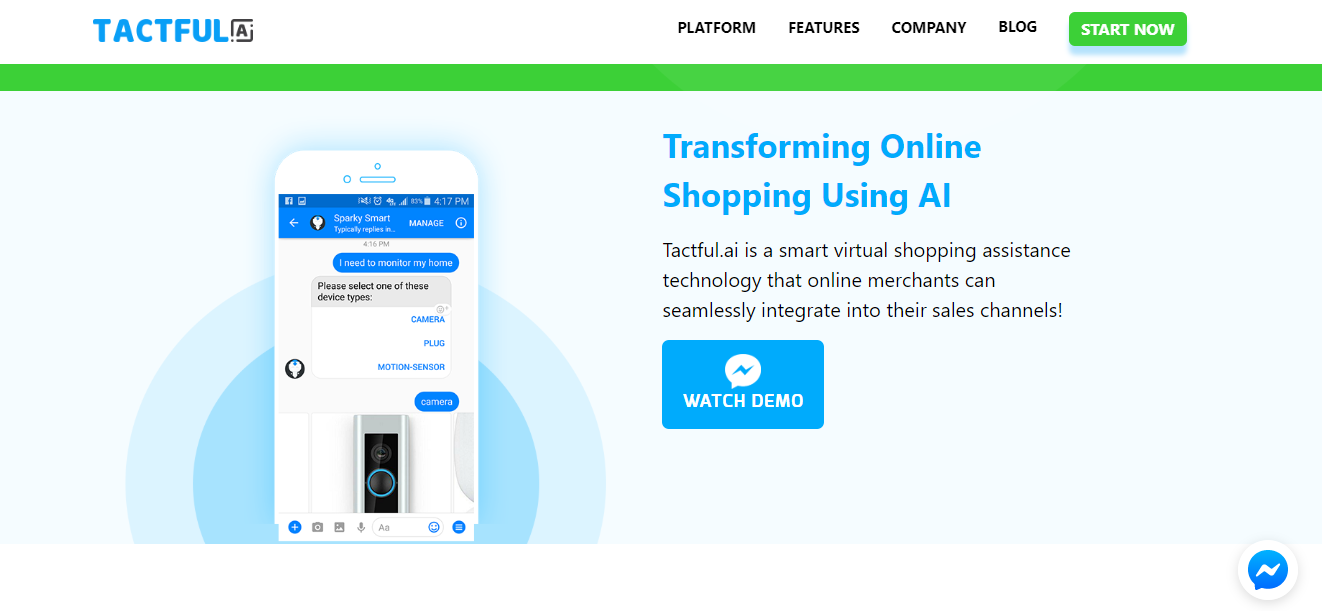 TACTFUL AI
PLATFORM
FEATURES
COMPANY
BLOG
START NOW
Transforming Online
Shopping Using AI
Tactful.ai is a smart virtual shopping assistance
technology that online merchants can
seamlessly integrate into their sales channels!
WATCH DEMO
83% 4:17 PM
Sparky Smart
Typically replies in...
MANAGE
4:16 PM
I need to monitor my home
Please select one of these
device types:
CAMERA
PLUG
MOTION-SENSOR
camera
Aa